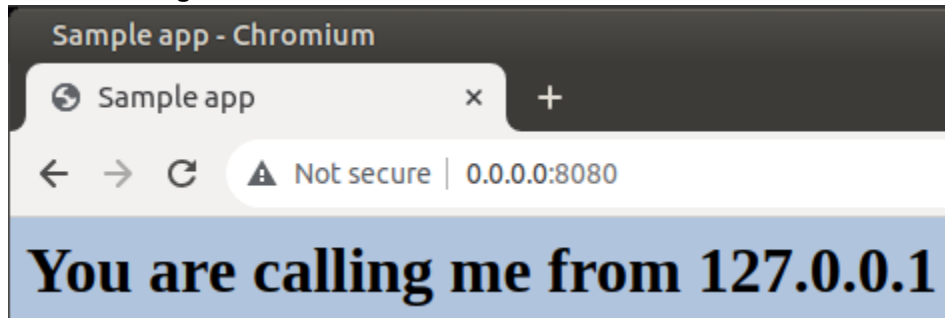 Sample app - Chromium
Sample app
Not secure | 0.0.0.0:8080
You are calling me from 127.0.0.1